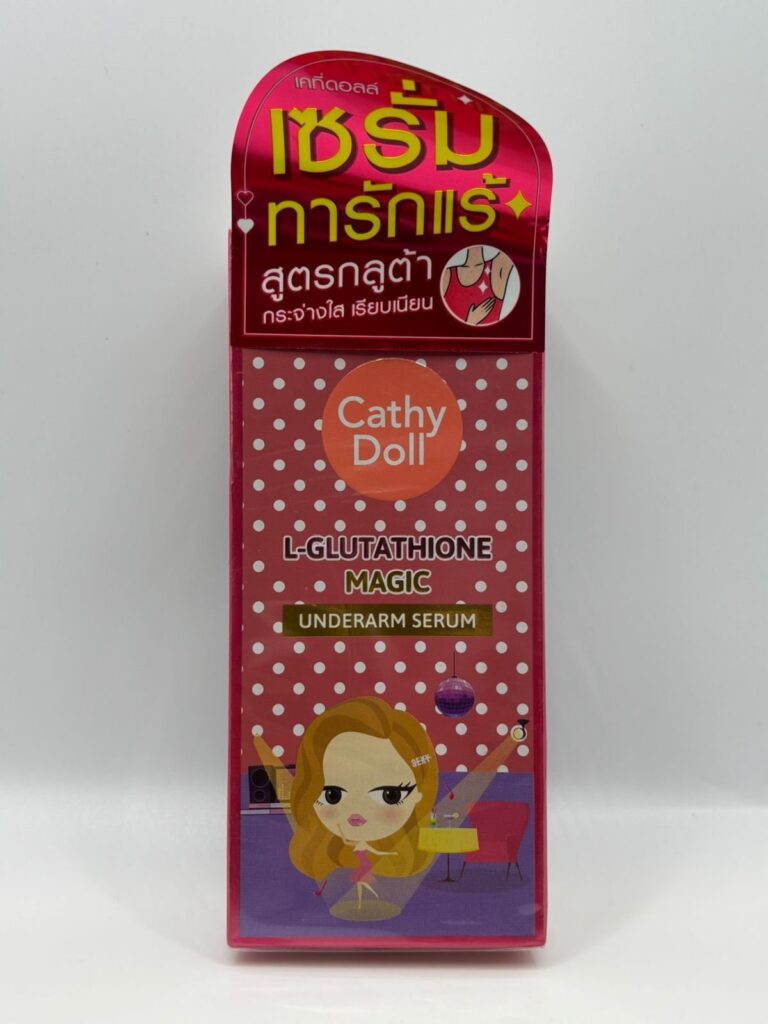 เคที่ดอลล์
เซรั่ม
ทารักแร้
สูตรกลูต้า
กระจ่างใส เรียบเนียน
Cathy
Doll
L-GLUTATHIONE
MAGIC
UNDERARM SERUM